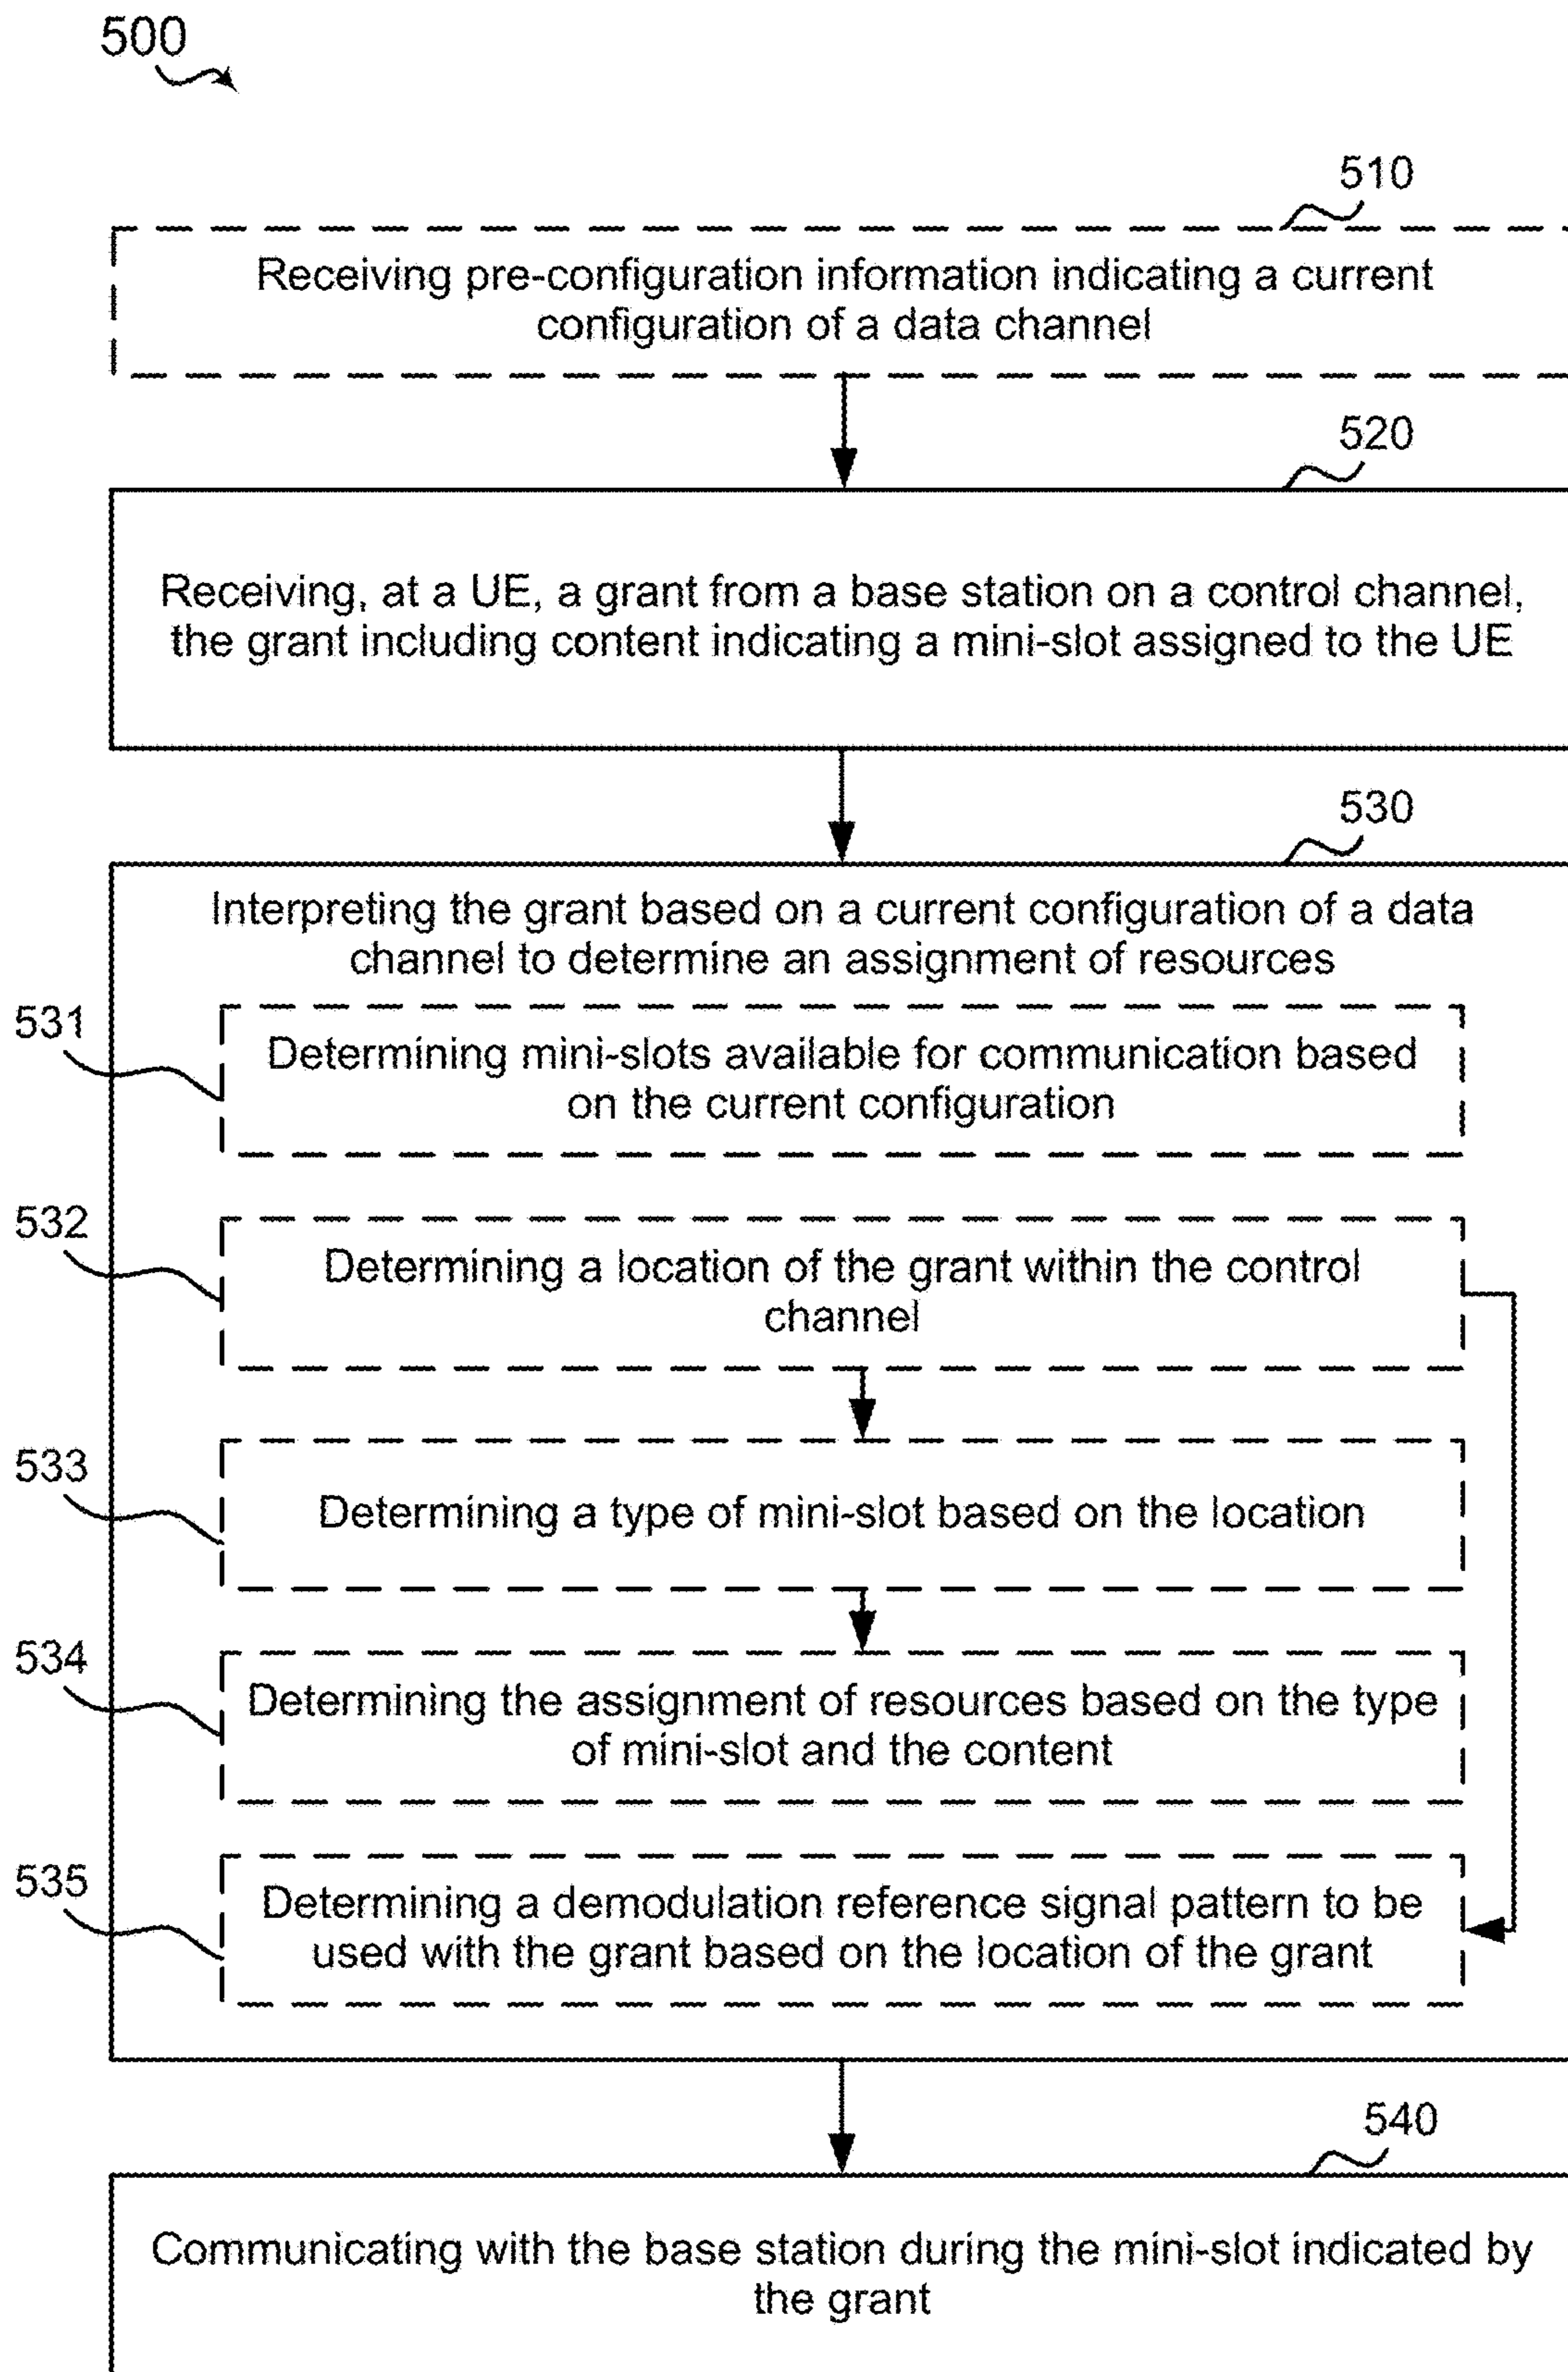 500
510
Receiving pre-configuration information indicating a current
configuration of a data channel
520
Receiving, at a UE, a grant from a base station on a control channel,
the grant including content indicating a mini-slot assigned to the UE
530
Interpreting the grant based on a current configuration of a data
channel to determine an assignment of resources
531
Determining mini-slots available for communication based
on the current configuration
532
Determining a location of the grant within the control
channel
533
Determining a type of mini-slot based on the location
534
Determining the assignment of resources based on the type
of mini-slot and the content
535
Determining a demodulation reference signal pattern to be
used with the grant based on the location of the grant
540
Communicating with the base station during the mini-slot indicated by
the grant